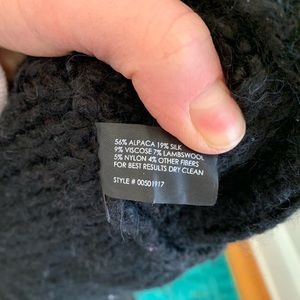 56% ALPACA 19% SILK
9% VISCOSE 7% LAMBSWOOL
5% NYLON 4% OTHER FIBERS
FOR BEST RESULTS DRY CLEAN
STYLE # 00501917